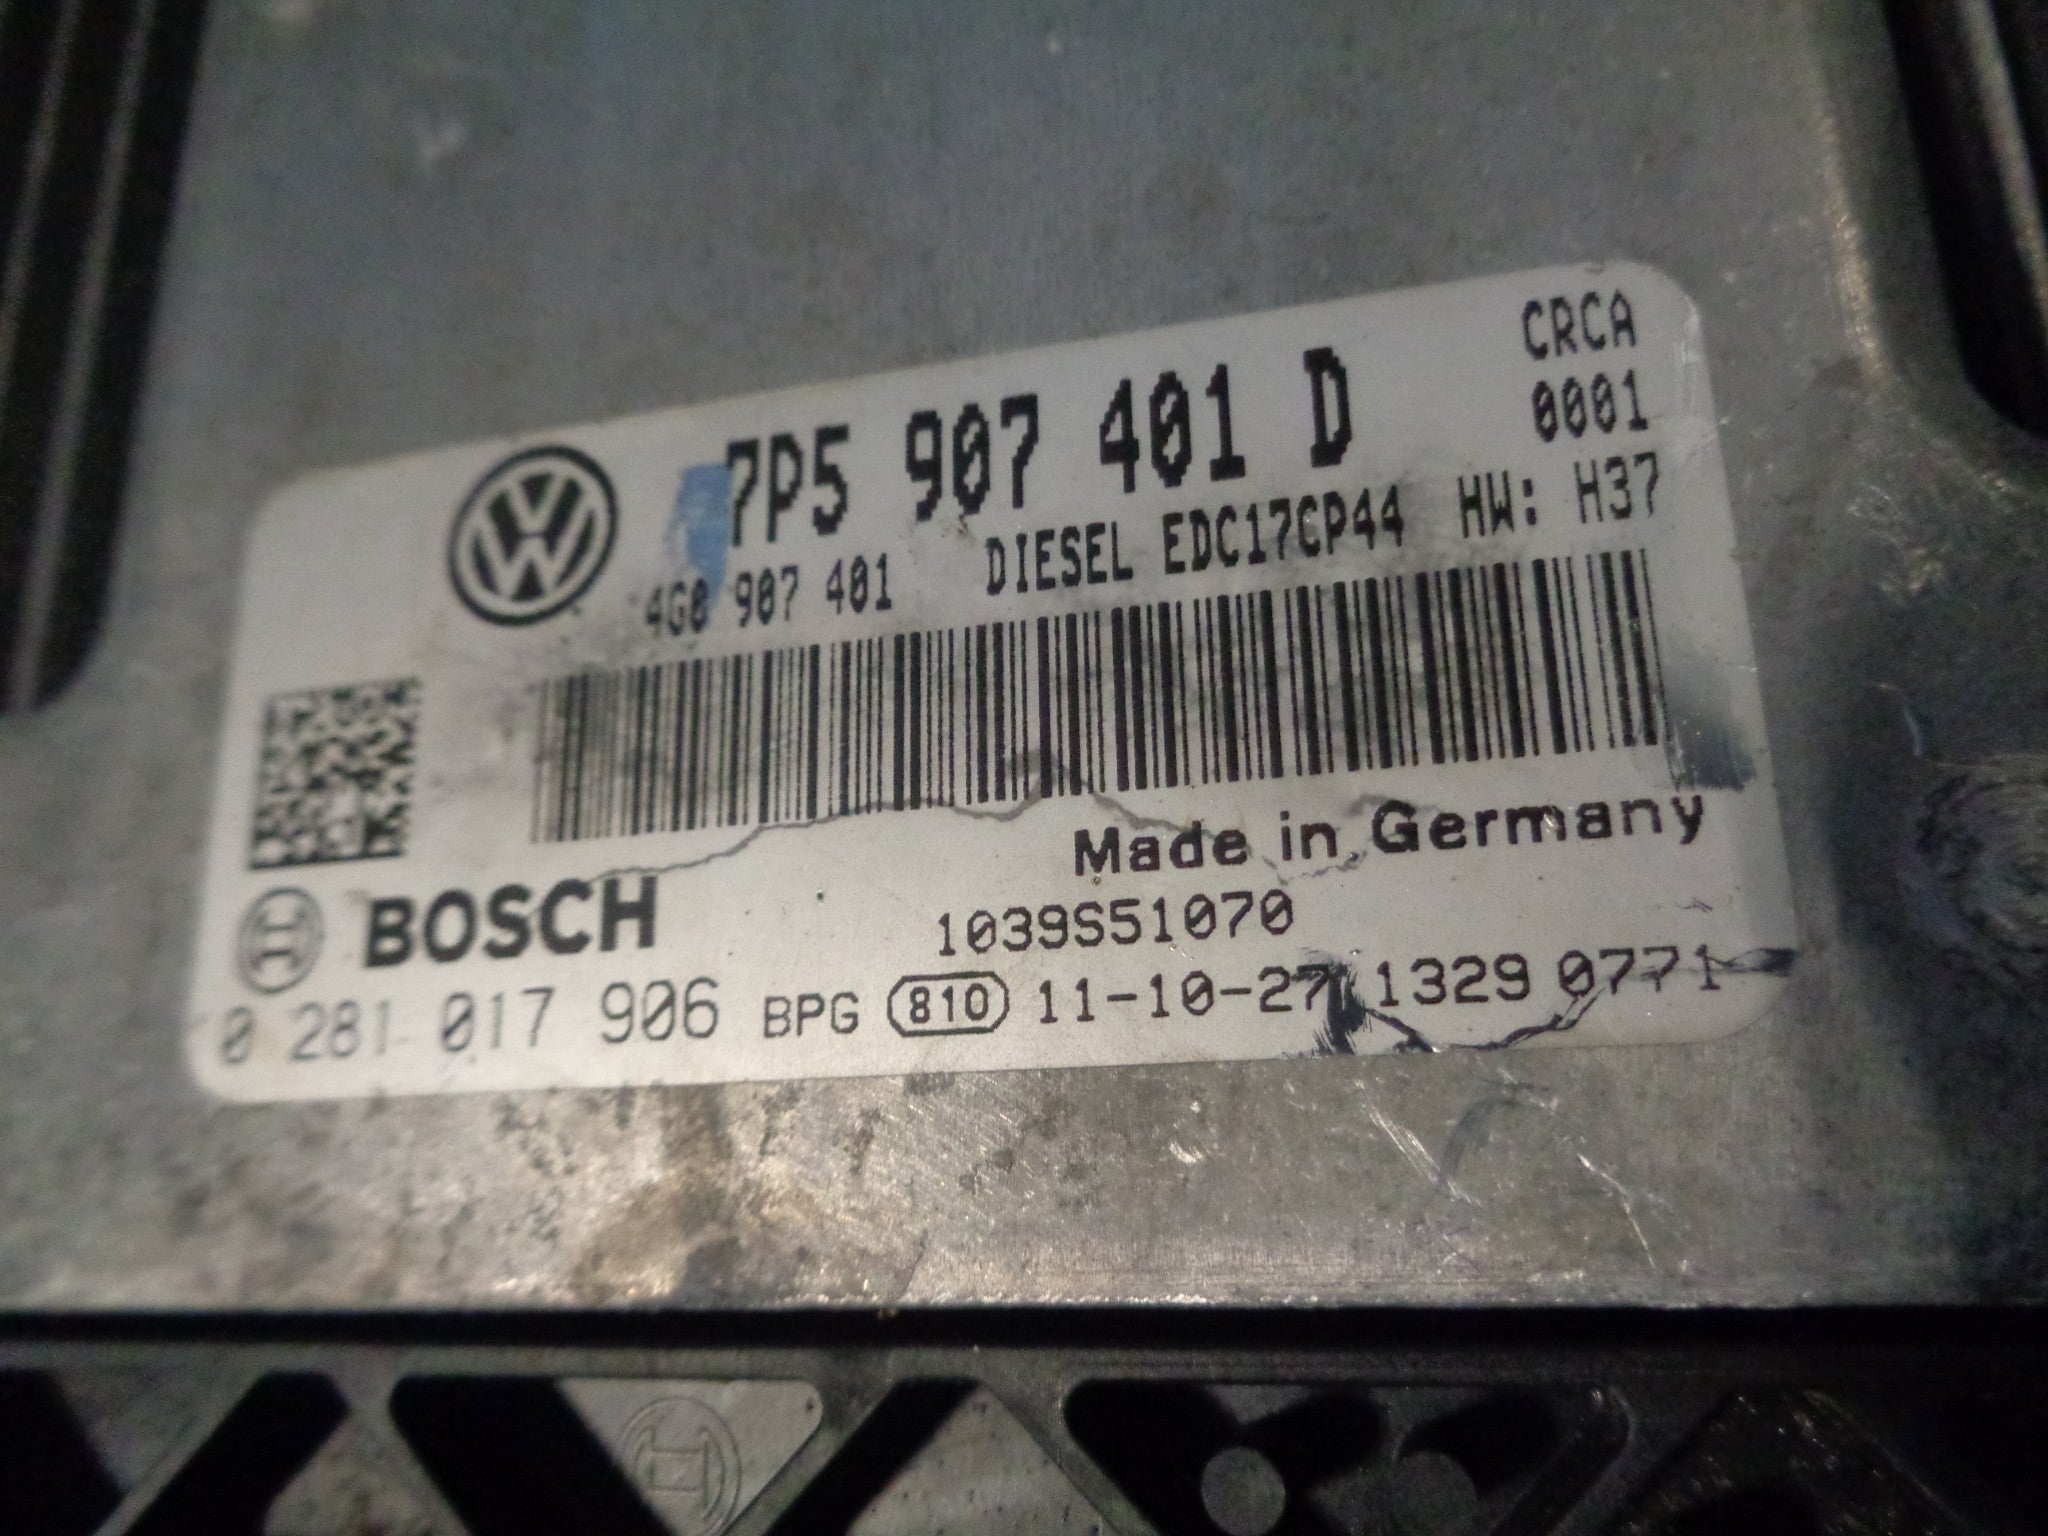 CRCA
7P5 907 401 D 0001
4G0 907 401 DIESEL EDC17CP44 HW: H37
Made in Germany
BOSCH 1039S51070
0 281 017 906 BPG 810 11-10-27 1329 0771